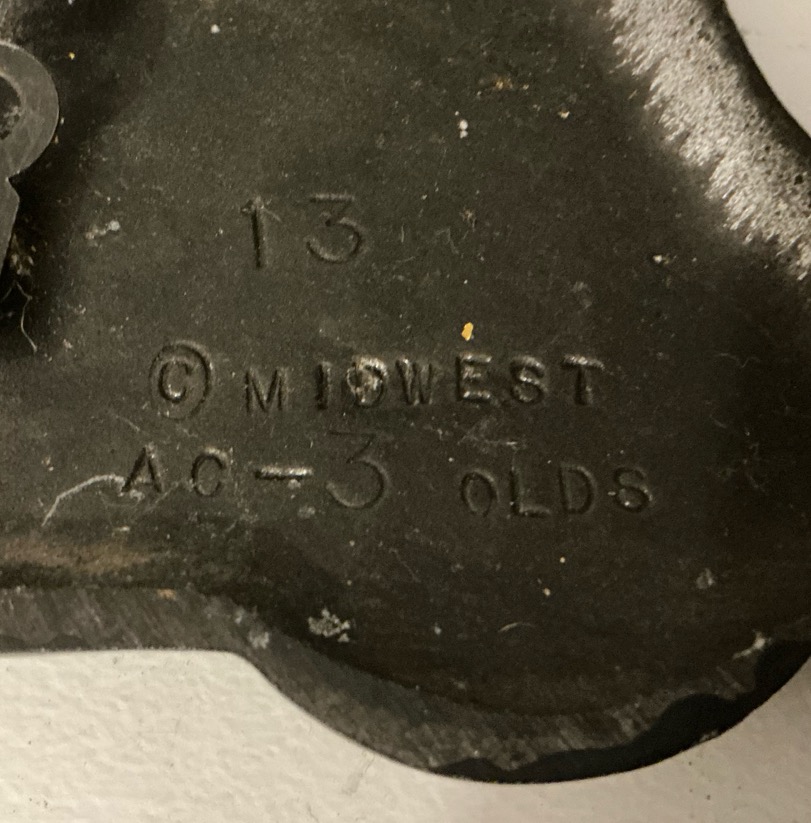 13
© MIDWEST
AC-3 OLDS